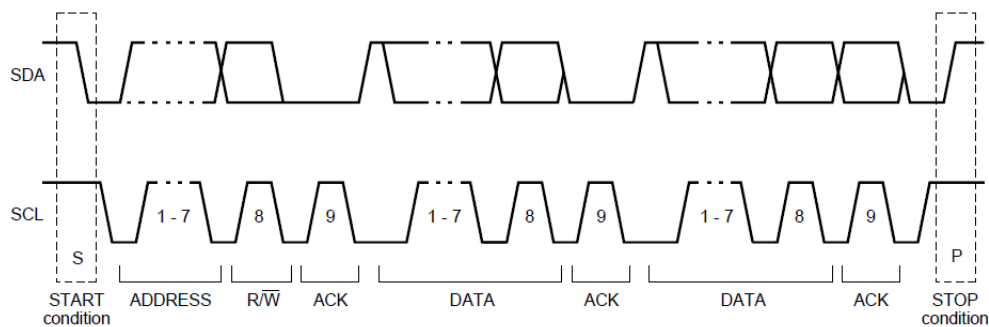 SDA
SCL
1 - 7
8
9
1 - 7
8
9
1 - 7
8
9
S
P
START
condition
ADDRESS
R/W̅
ACK
DATA
ACK
DATA
ACK
STOP
condition